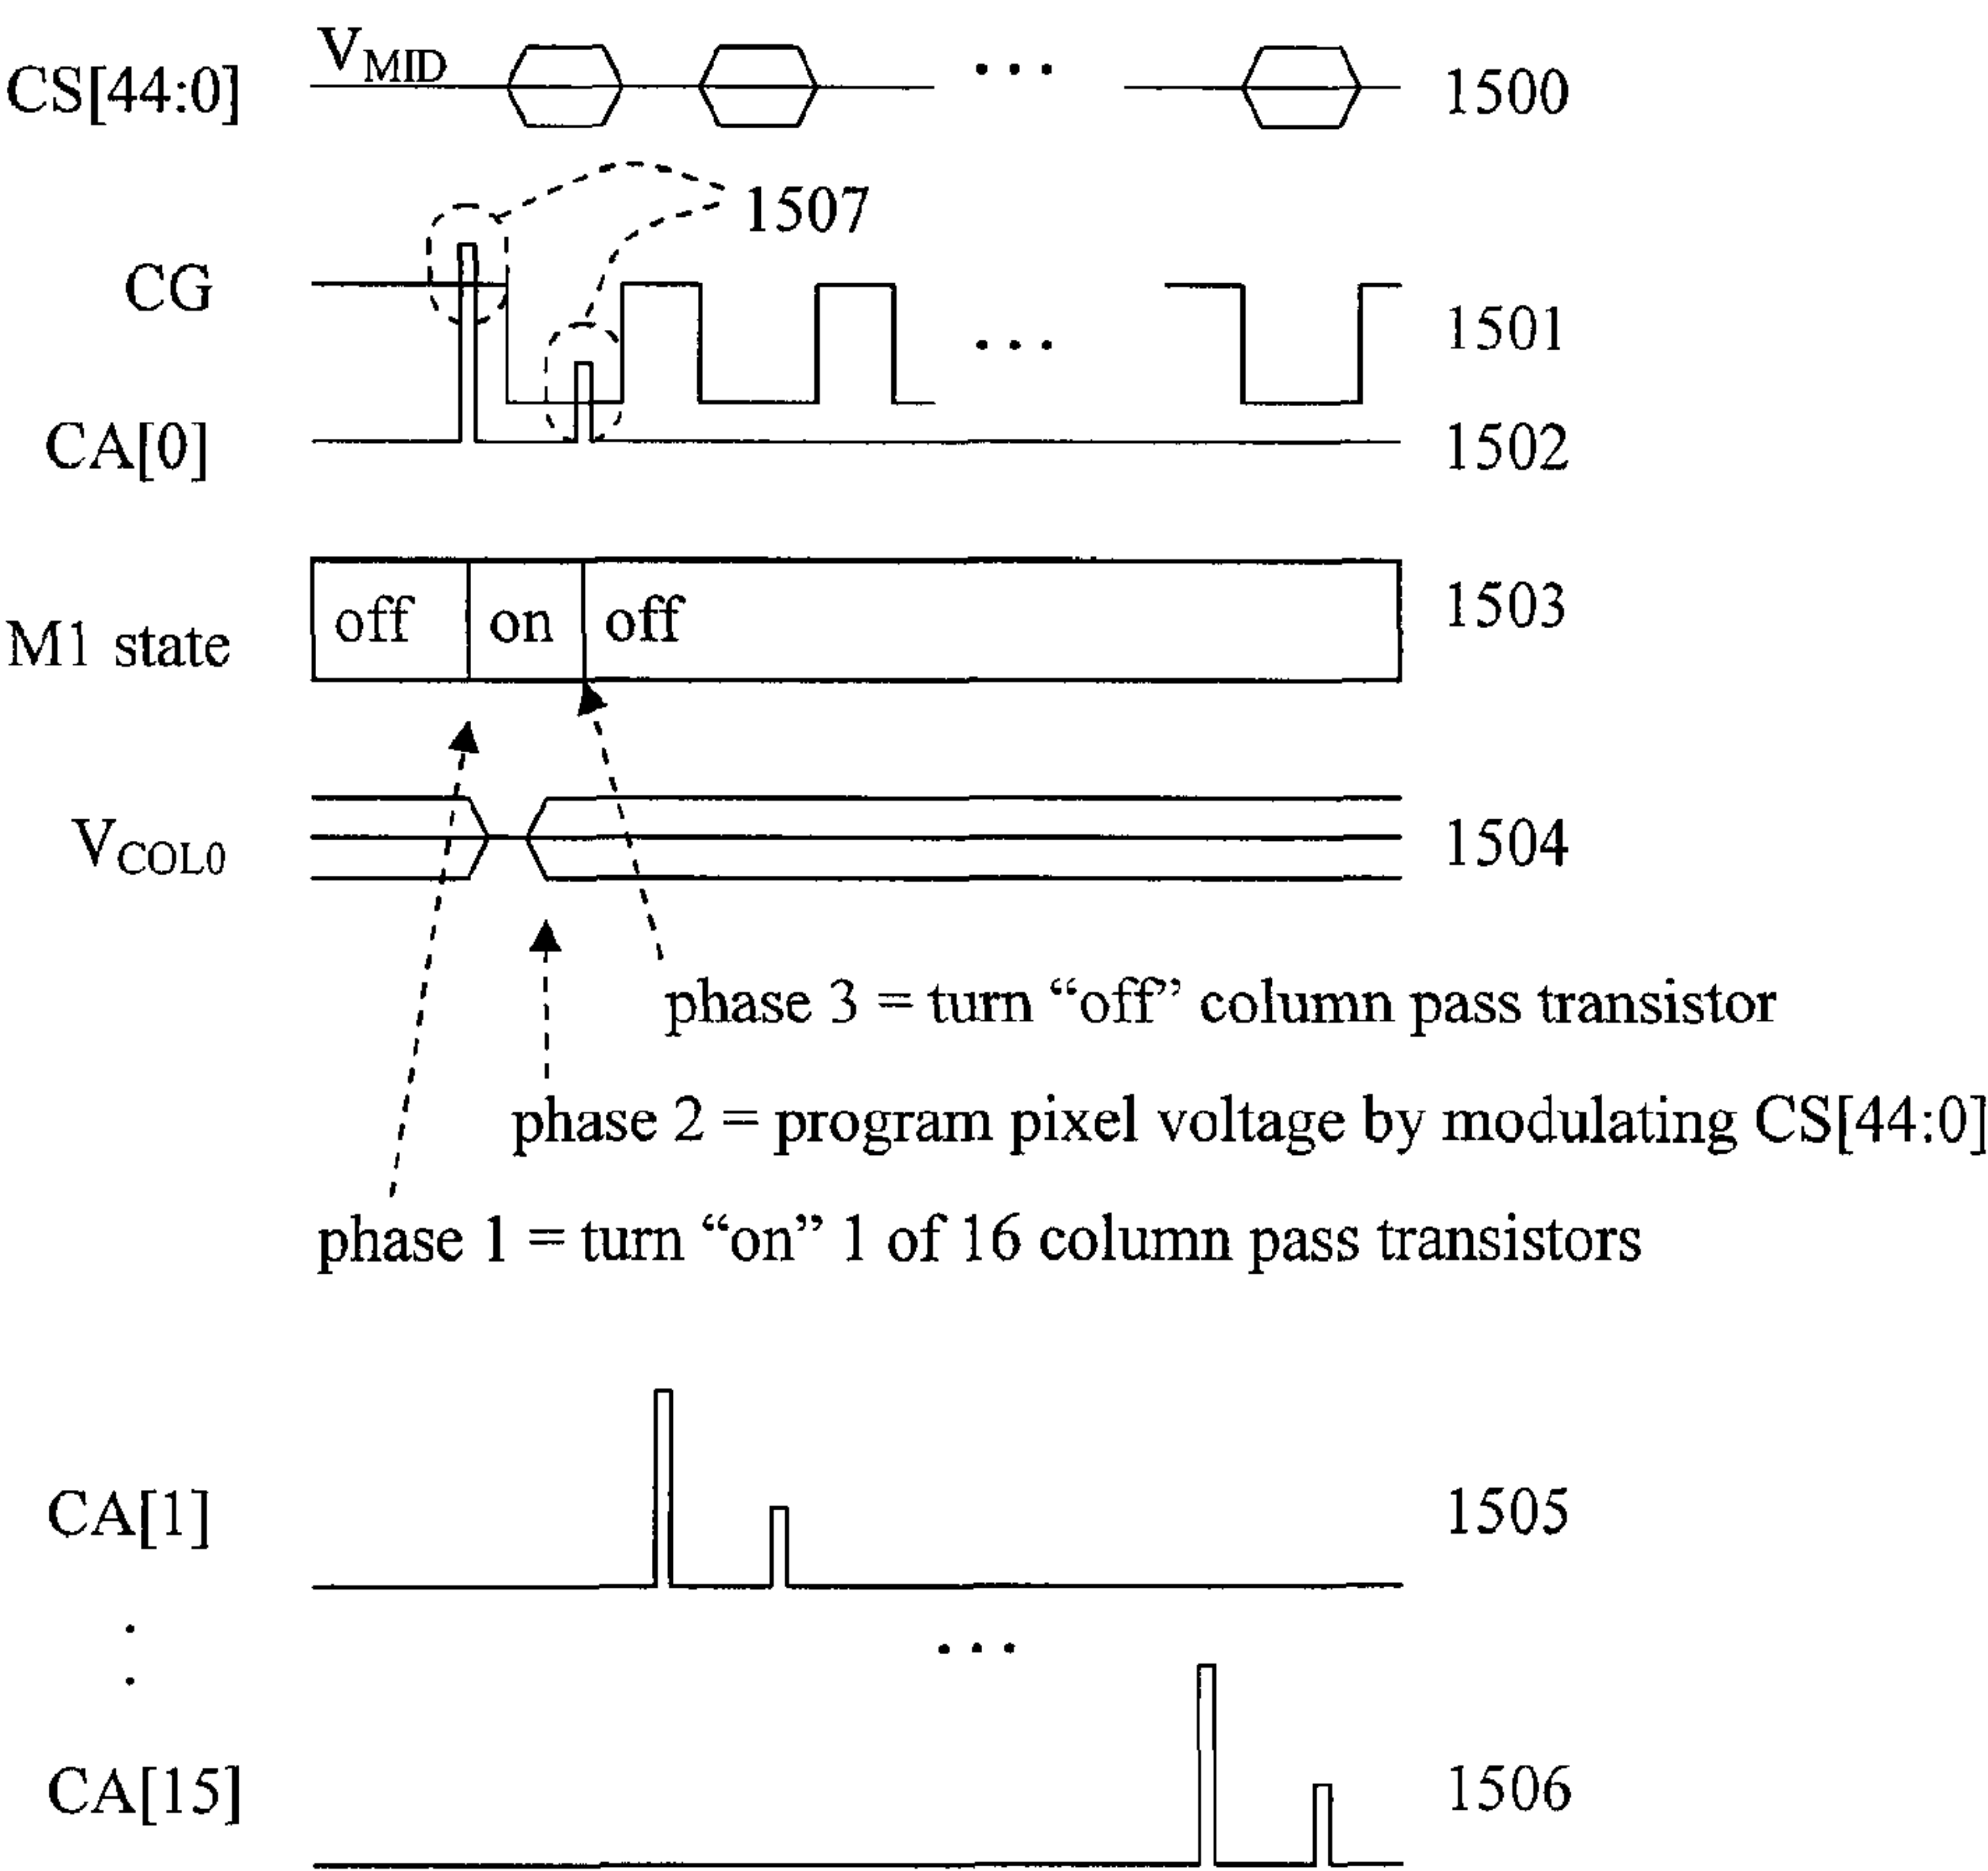 V_MID
CS[44:0] 1500
1507
CG 1501
CA[0] 1502
M1 state off on off 1503
V_COL0 1504
phase 3 = turn “off” column pass transistor
phase 2 = program pixel voltage by modulating CS[44:0]
phase 1 = turn “on” 1 of 16 column pass transistors
CA[1] 1505
CA[15] 1506